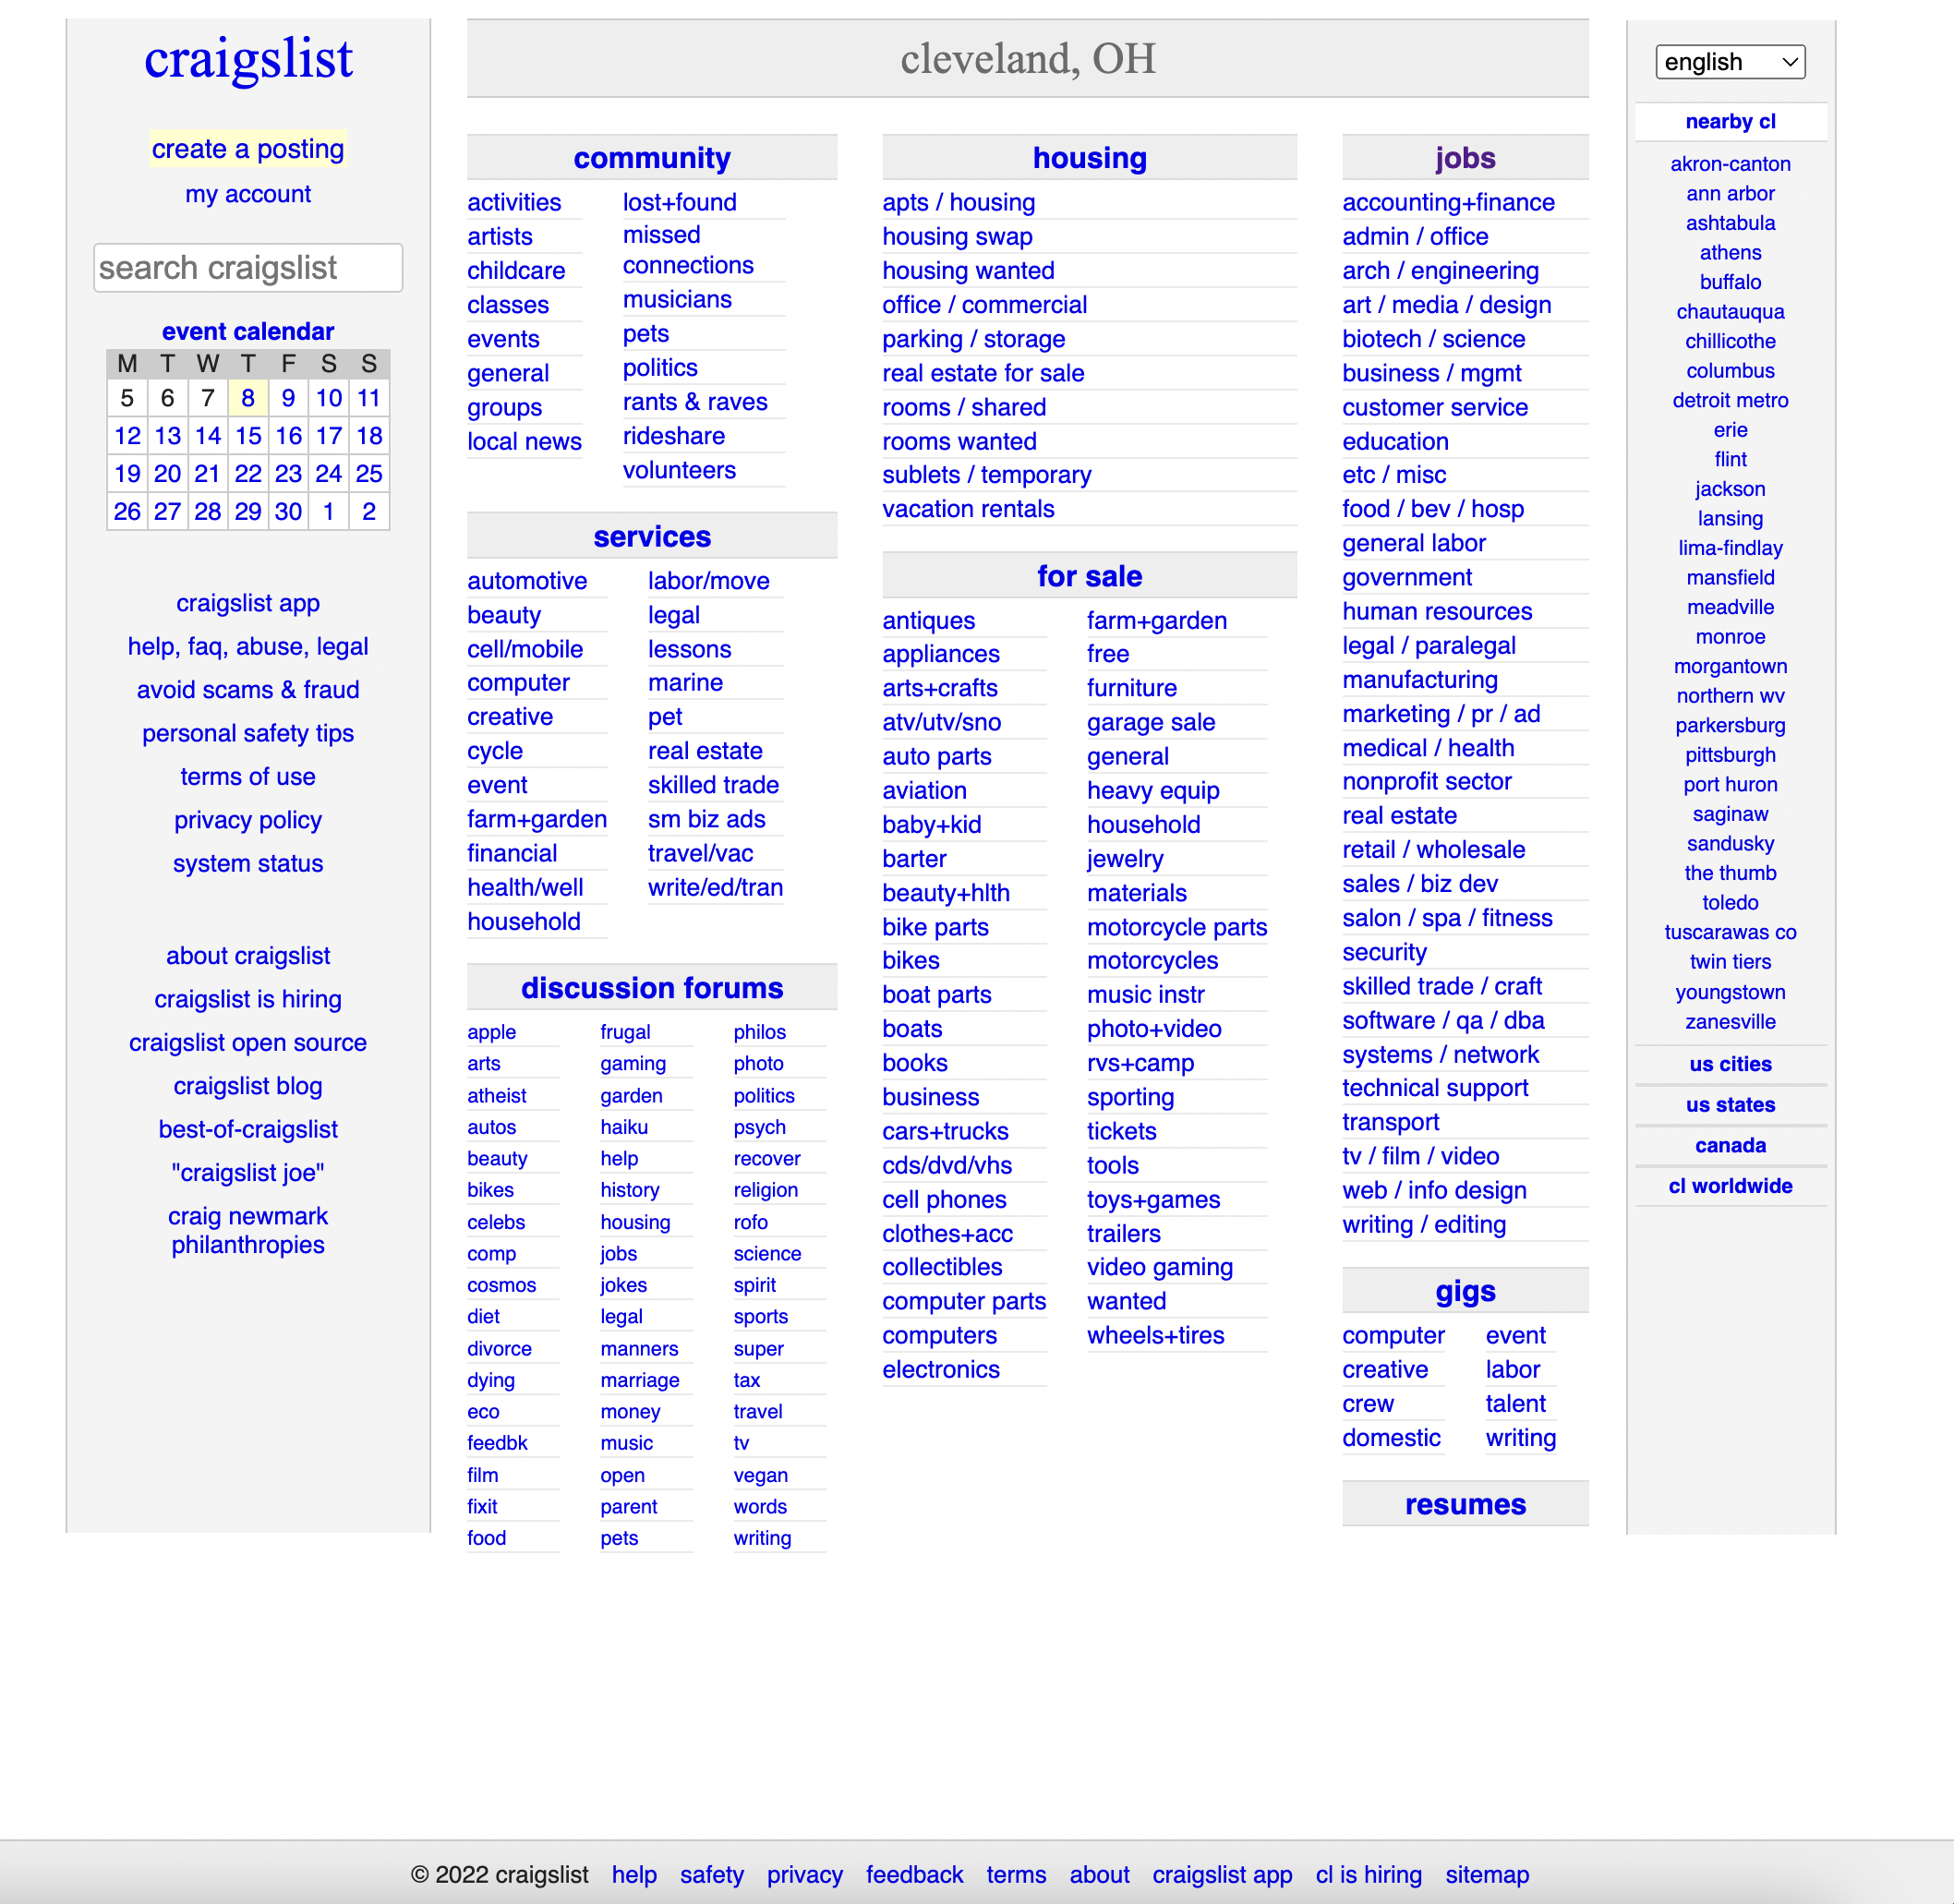 craigslist
create a posting
my account
search craigslist
event calendar
M T W T F S S
5 6 7 8 9 10 11
12 13 14 15 16 17 18
19 20 21 22 23 24 25
26 27 28 29 30 1 2
craigslist app
help, faq, abuse, legal
avoid scams & fraud
personal safety tips
terms of use
privacy policy
system status
about craigslist
craigslist is hiring
craigslist open source
craigslist blog
best-of-craigslist
"craigslist joe"
craig newmark
philanthropies
cleveland, OH
community
activities
artists
childcare
classes
events
general
groups
local news
lost+found
missed
connections
musicians
pets
politics
rants & raves
rideshare
volunteers
services
automotive
beauty
cell/mobile
computer
creative
cycle
event
farm+garden
financial
health/well
household
labor/move
legal
lessons
marine
pet
real estate
skilled trade
sm biz ads
travel/vac
write/ed/tran
discussion forums
apple
arts
atheist
autos
beauty
bikes
celebs
comp
cosmos
diet
divorce
dying
eco
feedbk
film
fixit
food
frugal
gaming
garden
haiku
help
history
housing
jobs
jokes
legal
manners
marriage
money
music
open
parent
pets
philos
photo
politics
psych
recover
religion
rofo
science
spirit
sports
super
tax
travel
tv
vegan
words
writing
housing
apts / housing
housing swap
housing wanted
office / commercial
parking / storage
real estate for sale
rooms / shared
rooms wanted
sublets / temporary
vacation rentals
for sale
antiques
appliances
arts+crafts
atv/utv/sno
auto parts
aviation
baby+kid
barter
beauty+hlth
bike parts
bikes
boat parts
boats
books
business
cars+trucks
cds/dvd/vhs
cell phones
clothes+acc
collectibles
computer parts
computers
electronics
farm+garden
free
furniture
garage sale
general
heavy equip
household
jewelry
materials
motorcycle parts
motorcycles
music instr
photo+video
rvs+camp
sporting
tickets
tools
toys+games
trailers
video gaming
wanted
wheels+tires
jobs
accounting+finance
admin / office
arch / engineering
art / media / design
biotech / science
business / mgmt
customer service
education
etc / misc
food / bev / hosp
general labor
government
human resources
legal / paralegal
manufacturing
marketing / pr / ad
medical / health
nonprofit sector
real estate
retail / wholesale
sales / biz dev
salon / spa / fitness
security
skilled trade / craft
software / qa / dba
systems / network
technical support
transport
tv / film / video
web / info design
writing / editing
gigs
computer
creative
crew
domestic
event
labor
talent
writing
resumes
english
nearby cl
akron-canton
ann arbor
ashtabula
athens
buffalo
chautauqua
chillicothe
columbus
detroit metro
erie
flint
jackson
lansing
lima-findlay
mansfield
meadville
monroe
morgantown
northern wv
parkersburg
pittsburgh
port huron
saginaw
sandusky
the thumb
toledo
tuscarawas co
twin tiers
youngstown
zanesville
us cities
us states
canada
cl worldwide
© 2022 craigslist help safety privacy feedback terms about craigslist app cl is hiring sitemap